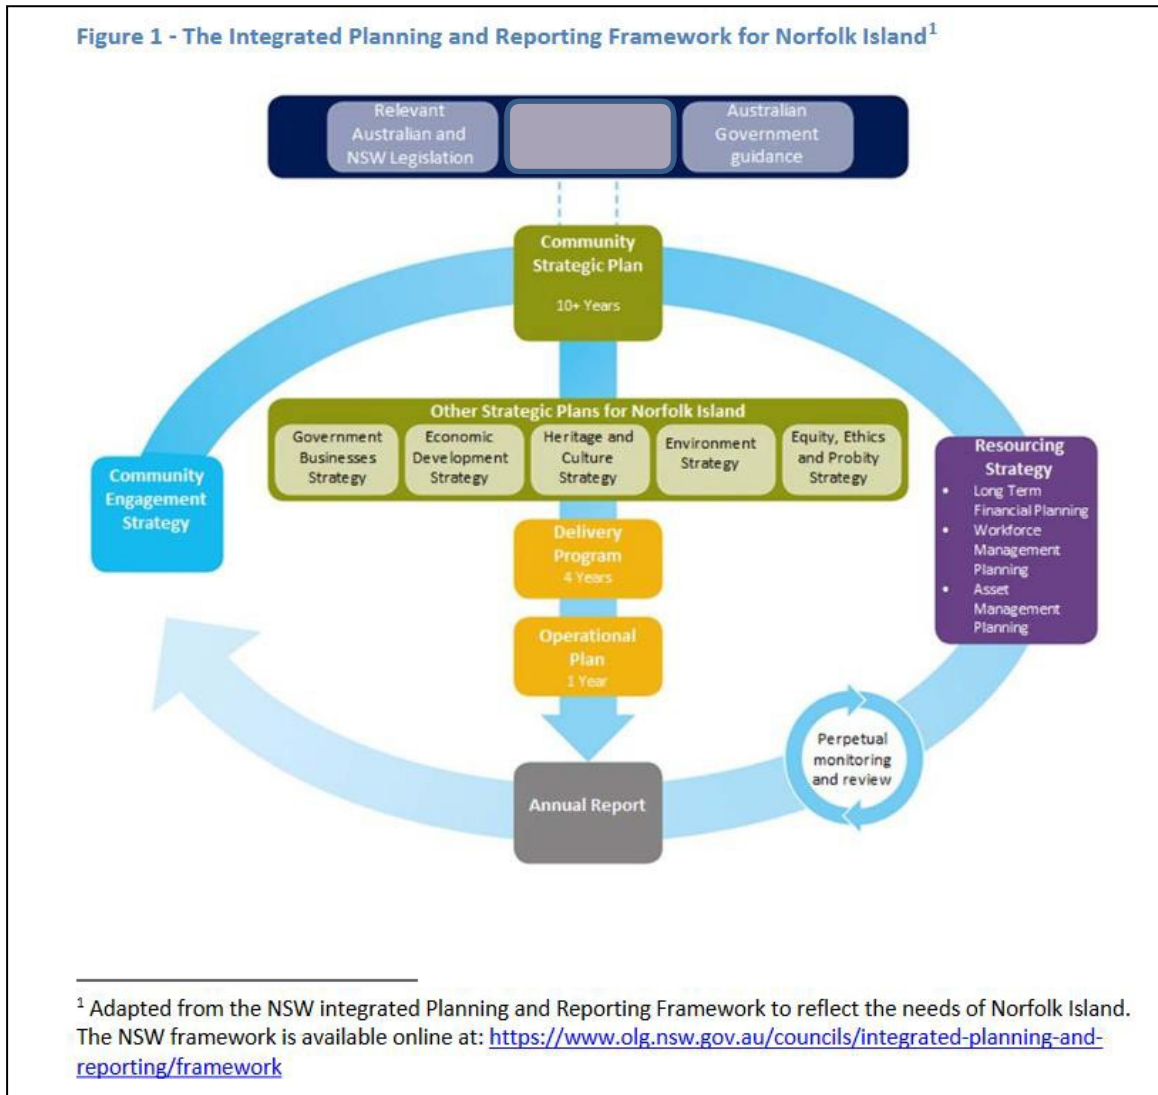 Figure 1 - The Integrated Planning and Reporting Framework for Norfolk Island1
Relevant
Australian and
NSW Legislation
Australian
Government
guidance
Community
Strategic Plan
10+ Years
Other Strategic Plans for Norfolk Island
Government
Businesses
Strategy
Economic
Development
Strategy
Heritage and
Culture
Strategy
Environment
Strategy
Equity, Ethics
and Probity
Strategy
Community
Engagement
Strategy
Resourcing
Strategy
• Long Term
Financial Planning
• Workforce
Management
Planning
• Asset
Management
Planning
Delivery
Program
4 Years
Operational
Plan
1 Year
Perpetual
monitoring
and review
Annual Report
1 Adapted from the NSW integrated Planning and Reporting Framework to reflect the needs of Norfolk Island.
The NSW framework is available online at: https://www.olg.nsw.gov.au/councils/integrated-planning-and-
reporting/framework